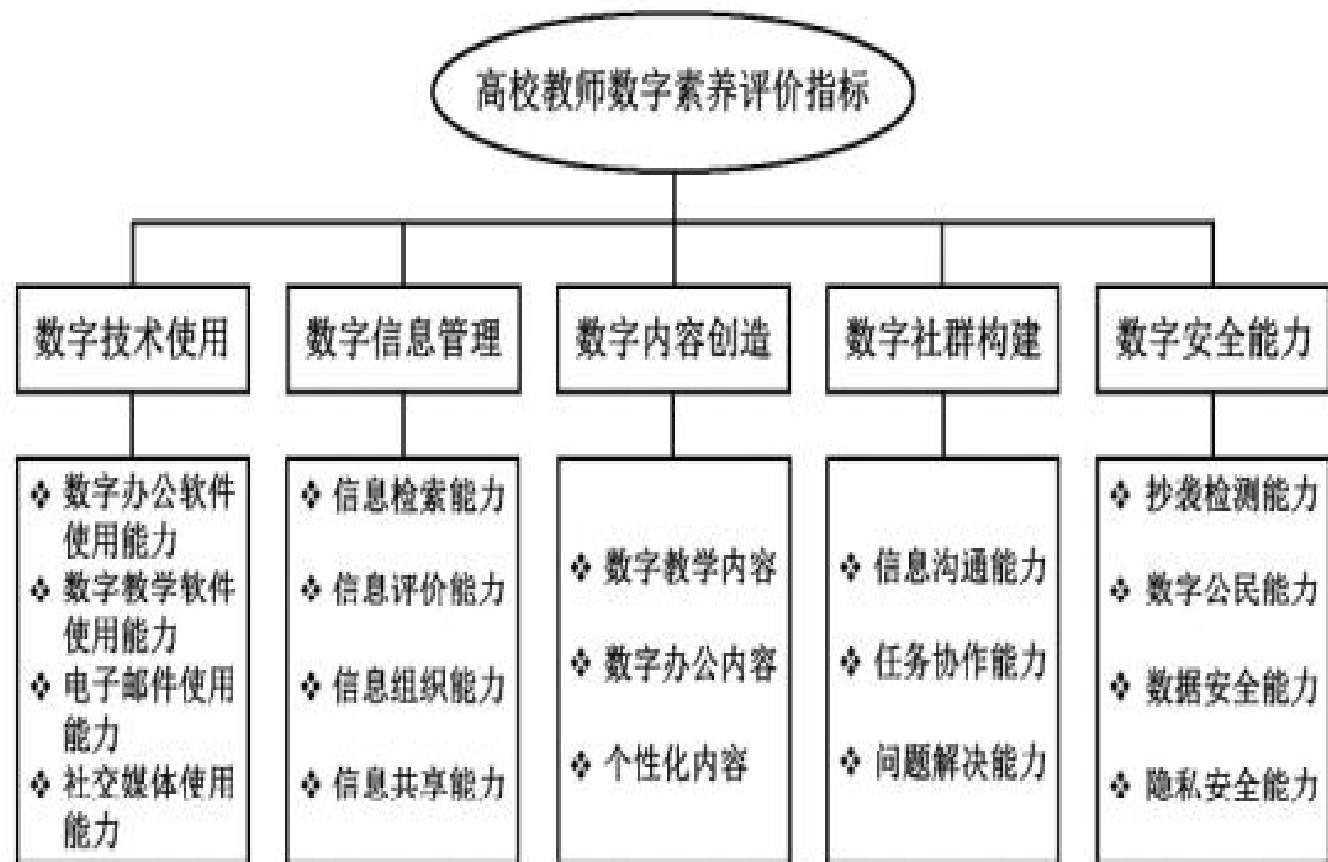 高校教师数字素养评价指标
数字技术使用
数字信息管理
数字内容创造
数字社群构建
数字安全能力
❖ 数字办公软件
使用能力
❖ 数字教学软件
使用能力
❖ 电子邮件使用
能力
❖ 社交媒体使用
能力
❖ 信息检索能力
❖ 信息评价能力
❖ 信息组织能力
❖ 信息共享能力
❖ 数字教学内容
❖ 数字办公内容
❖ 个性化内容
❖ 信息沟通能力
❖ 任务协作能力
❖ 问题解决能力
❖ 抄袭检测能力
❖ 数字公民能力
❖ 数据安全能力
❖ 隐私安全能力